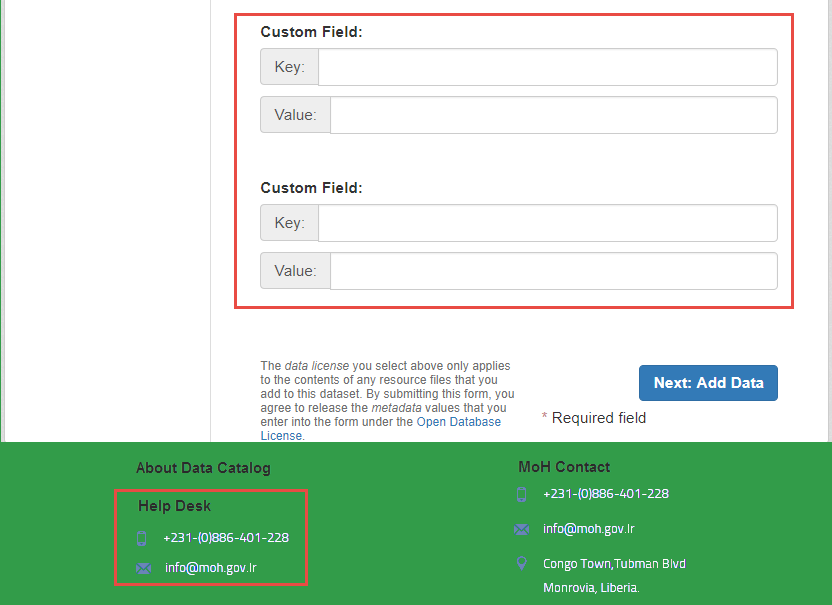 Custom Field:
Key:
Value:
Custom Field:
Key:
Value:
The data license you select above only applies
to the contents of any resource files that you
add to this dataset. By submitting this form, you
agree to release the metadata values that you
enter into the form under the Open Database
License.
Next: Add Data
* Required field
About Data Catalog
Help Desk
+231-(0)886-401-228
info@moh.gov.lr
MoH Contact
+231-(0)886-401-228
info@moh.gov.lr
Congo Town,Tubman Blvd
Monrovia, Liberia.